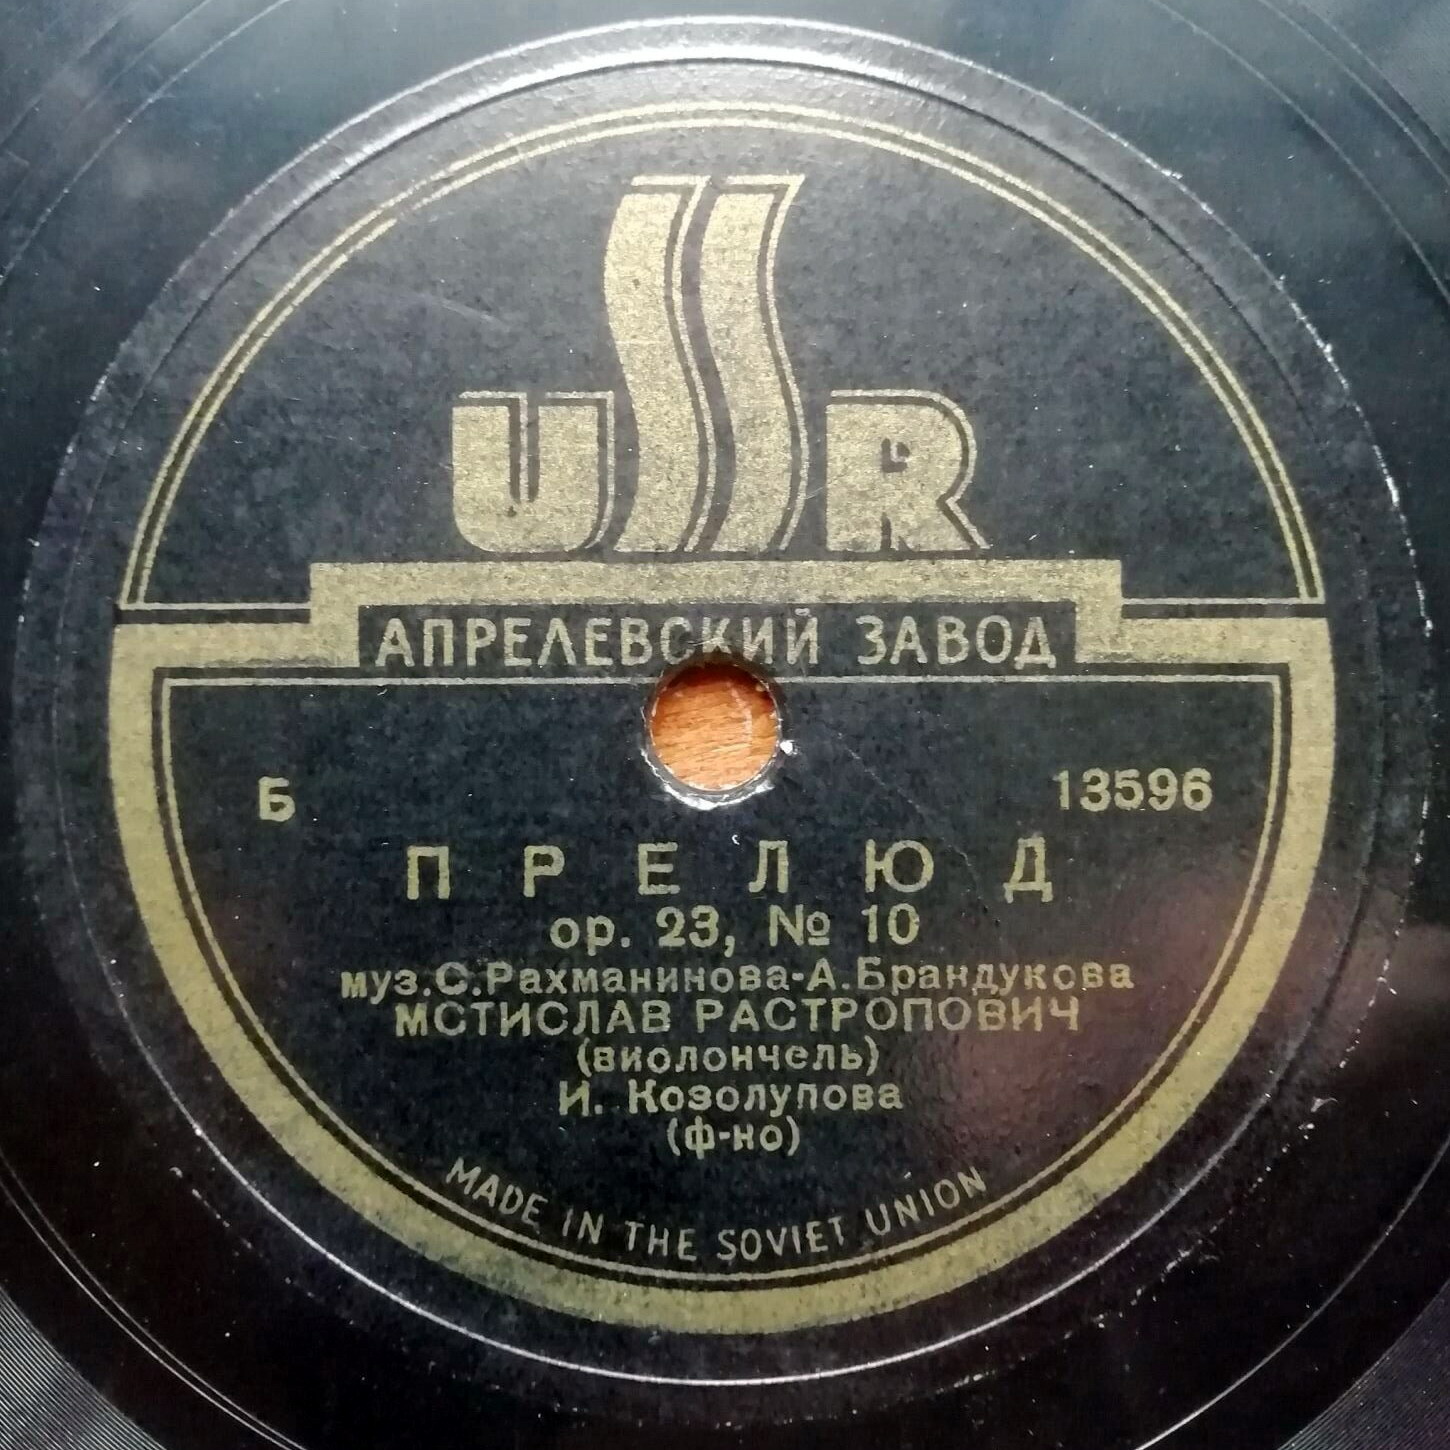 USSR
АПРЕЛЕВСКИЙ ЗАВОД
Б 13596
ПРЕЛЮД
ор. 23, № 10
муз.С.Рахманинова-А.Брандукова
МСТИСЛАВ РАСТРОПОВИЧ
(виолончель)
И. Козолупова
(ф-но)
MADE IN THE SOVIET UNION